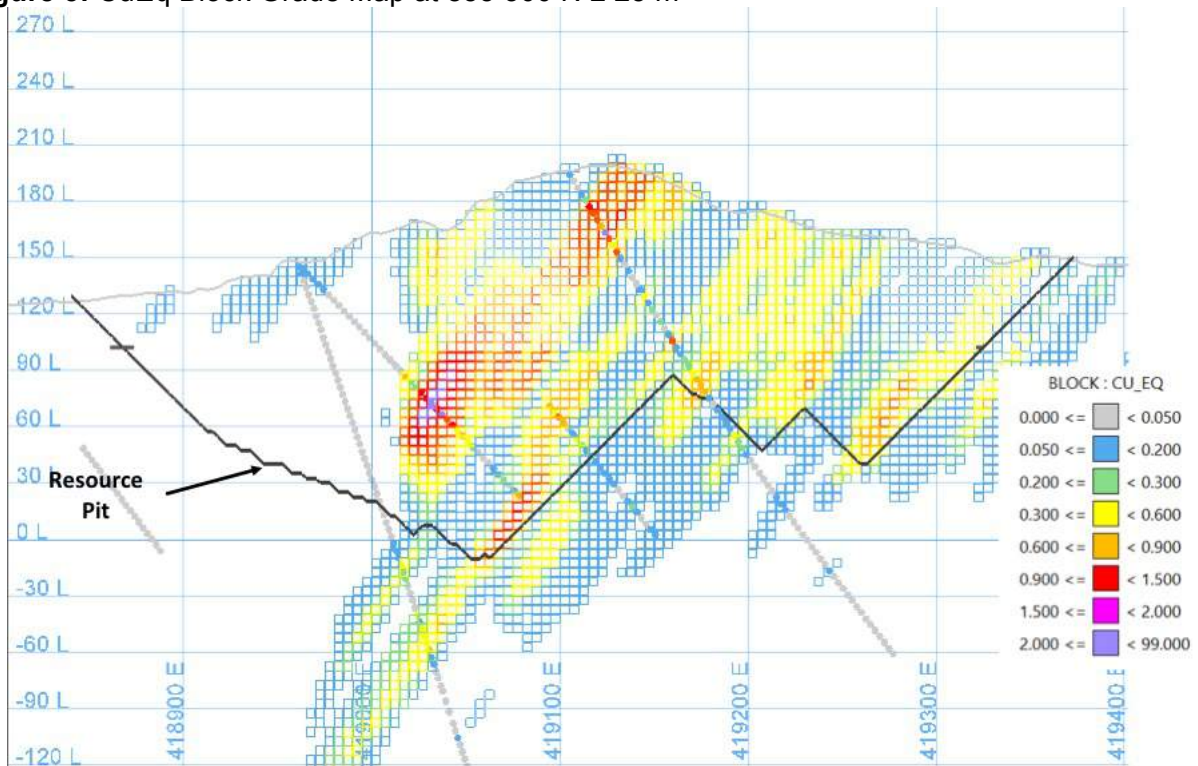 270 L
240 L
210 L
180 L
150 L
120 L
90 L
60 L
30 L
0 L
-30 L
-60 L
-90 L
-120 L
Resource
Pit
BLOCK : CU_EQ
0.000 <= < 0.050
0.050 <= < 0.200
0.200 <= < 0.300
0.300 <= < 0.600
0.600 <= < 0.900
0.900 <= < 1.500
1.500 <= < 2.000
2.000 <= < 99.000
418900 E
419000 E
419100 E
419200 E
419300 E
419400 E